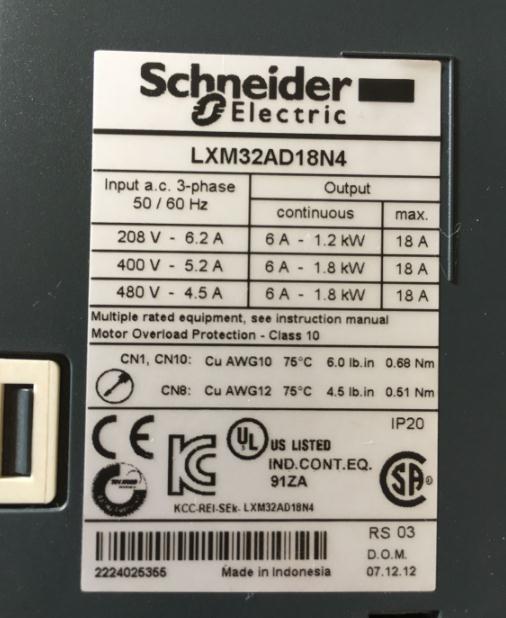 Schneider
Electric
LXM32AD18N4
Input a.c. 3-phase
50 / 60 Hz
Output
continuous max.
208 V - 6.2 A 6 A - 1.2 kW 18 A
400 V - 5.2 A 6 A - 1.8 kW 18 A
480 V - 4.5 A 6 A - 1.8 kW 18 A
Multiple rated equipment, see instruction manual
Motor Overload Protection - Class 10
CN1, CN10: Cu AWG10 75°C 6.0 lb.in 0.68 Nm
CN8: Cu AWG12 75°C 4.5 lb.in 0.51 Nm
IP20
CE
UL US LISTED
IND.CONT.EQ.
91ZA
SA
KCC-REI-SEk- LXM32AD18N4
RS 03
D.O.M.
2224025355 Made in Indonesia 07.12.12